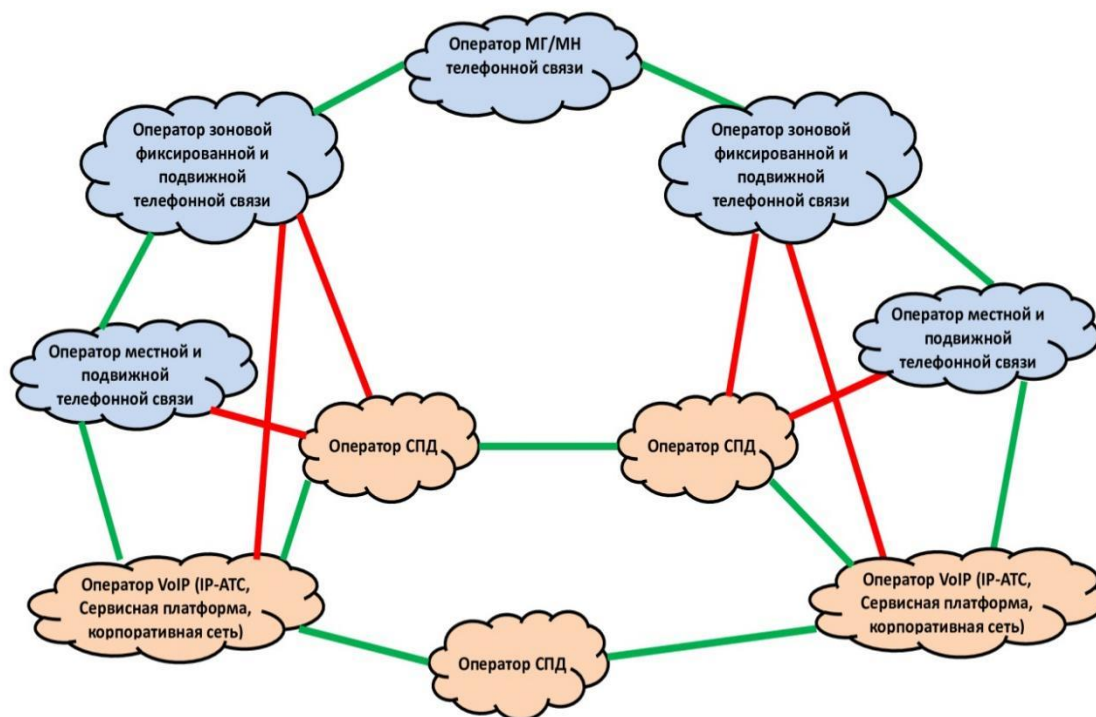 Оператор МГ/МН
телефонной связи
Оператор зоновой
фиксированной и
подвижной
телефонной связи
Оператор зоновой
фиксированной и
подвижной
телефонной связи
Оператор местной и
подвижной
телефонной связи
Оператор местной и
подвижной
телефонной связи
Оператор СПД
Оператор СПД
Оператор VoIP (IP-АТС,
Сервисная платформа,
корпоративная сеть)
Оператор VoIP (IP-АТС,
Сервисная платформа,
корпоративная сеть)
Оператор СПД